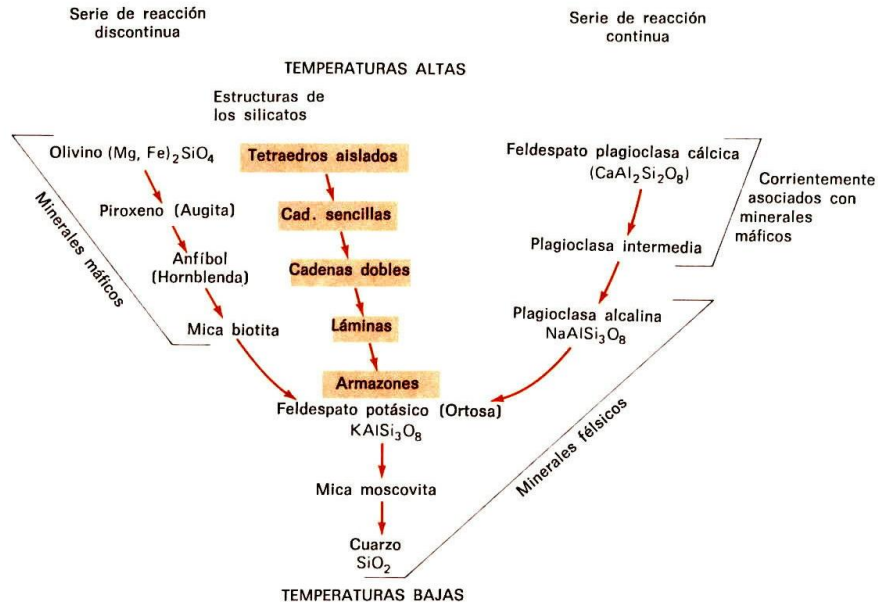 Serie de reacción
discontinua
Serie de reacción
continua
TEMPERATURAS ALTAS
Estructuras de
los silicatos
Olivino (Mg, Fe)₂SiO₄
Tetraedros aislados
Feldespato plagioclasa cálcica
(CaAl₂Si₂O₈)
Corrientemente
asociados con
minerales
máficos
Piroxeno (Augita)
Cad. sencillas
Minerales máficos
Anfíbol
(Hornblenda)
Cadenas dobles
Plagioclasa intermedia
Mica biotita
Láminas
Plagioclasa alcalina
NaAlSi₃O₈
Armazones
Feldespato potásico (Ortosa)
KAlSi₃O₈
Minerales félsicos
Mica moscovita
Cuarzo
SiO₂
TEMPERATURAS BAJAS